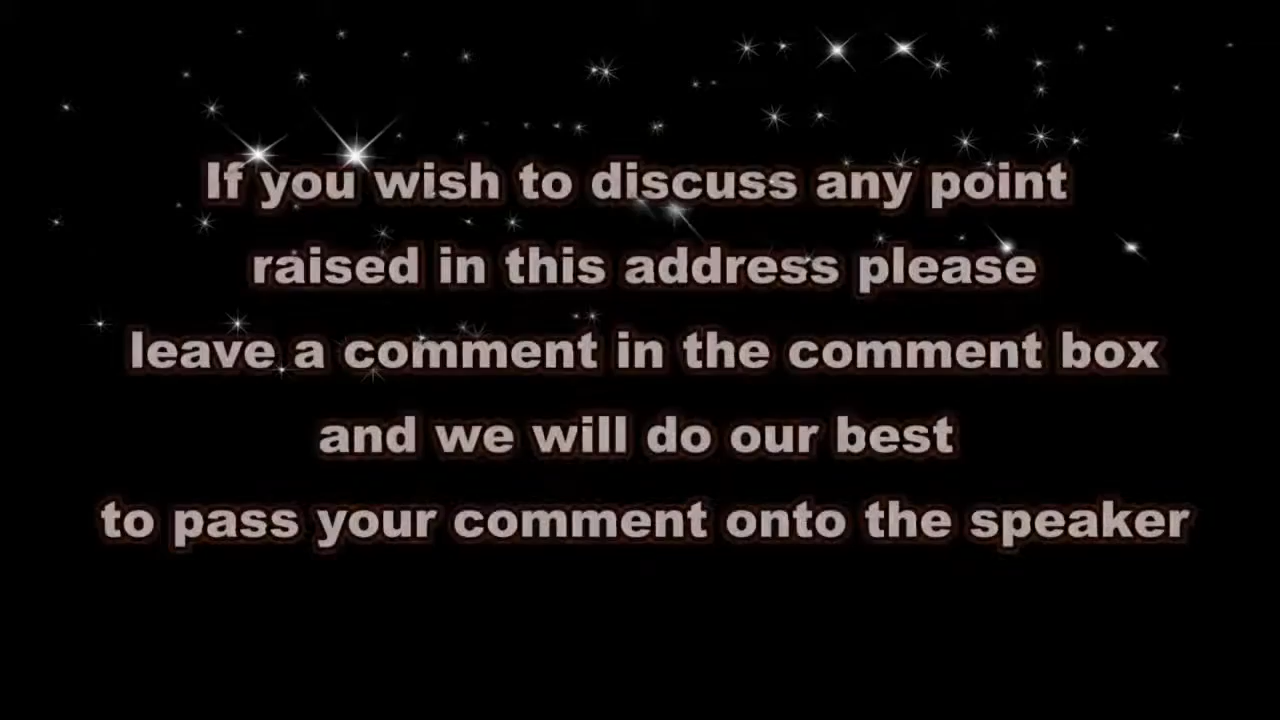 If you wish to discuss any point
raised in this address please
leave a comment in the comment box
and we will do our best
to pass your comment onto the speaker